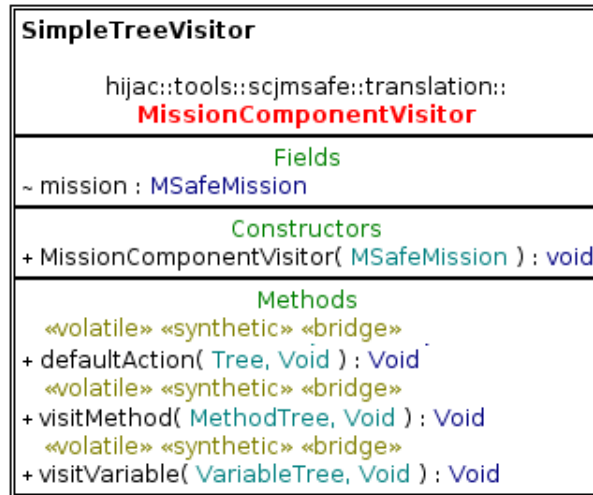 SimpleTreeVisitor
hijac::tools::scjmsafe::translation::
MissionComponentVisitor
Fields
~ mission : MSafeMission
Constructors
+ MissionComponentVisitor( MSafeMission ) : void
Methods
«volatile» «synthetic» «bridge»
+ defaultAction( Tree, Void ) : Void
«volatile» «synthetic» «bridge»
+ visitMethod( MethodTree, Void ) : Void
«volatile» «synthetic» «bridge»
+ visitVariable( VariableTree, Void ) : Void